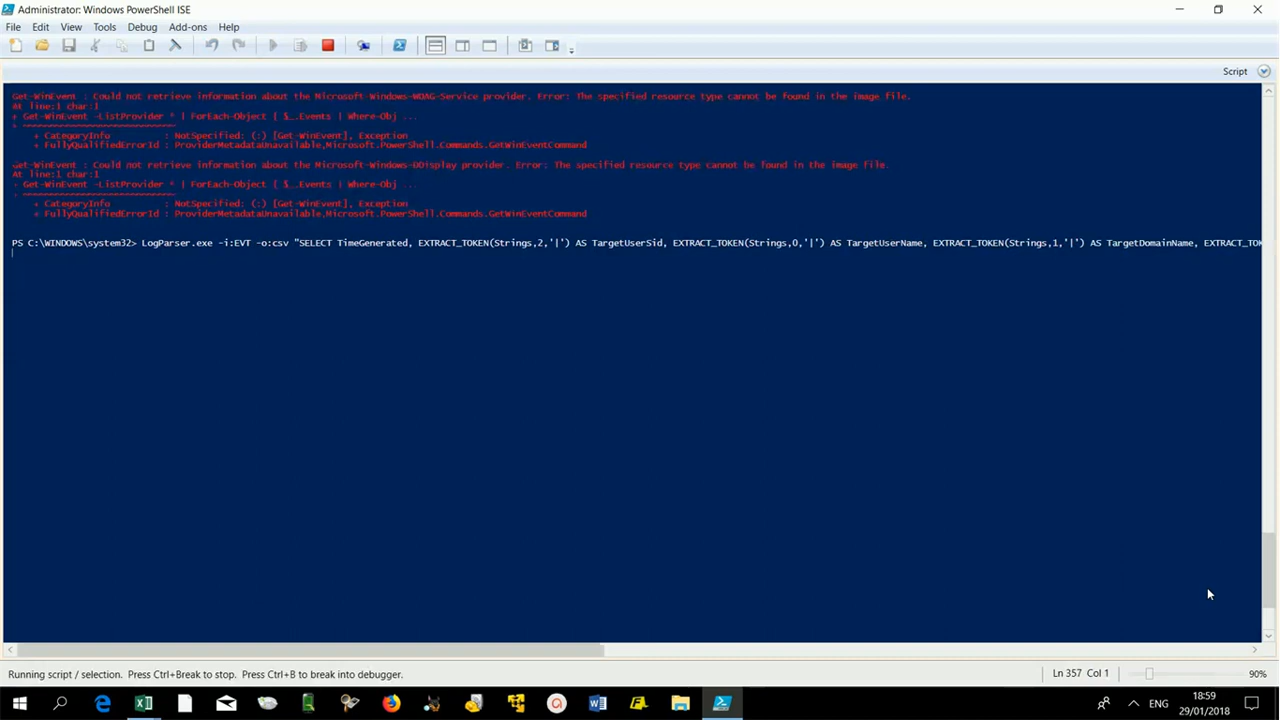 Administrator: Windows PowerShell ISE
File Edit View Tools Debug Add-ons Help
Script
Get-WinEvent : Could not retrieve information about the Microsoft-Windows-WDAG-Service provider. Error: The specified resource type cannot be found in the image file.
At line:1 char:1
+ Get-WinEvent -ListProvider * | ForEach-Object { $_.Events | Where-Obj ...
+ ~~~~~~~~~~~~~~~~~~~~~~~~~~~~
+ CategoryInfo : NotSpecified: (:) [Get-WinEvent], Exception
+ FullyQualifiedErrorId : ProviderMetadataUnavailable,Microsoft.PowerShell.Commands.GetWinEventCommand
Get-WinEvent : Could not retrieve information about the Microsoft-Windows-DDisplay provider. Error: The specified resource type cannot be found in the image file.
At line:1 char:1
+ Get-WinEvent -ListProvider * | ForEach-Object { $_.Events | Where-Obj ...
+ ~~~~~~~~~~~~~~~~~~~~~~~~~~~~
+ CategoryInfo : NotSpecified: (:) [Get-WinEvent], Exception
+ FullyQualifiedErrorId : ProviderMetadataUnavailable,Microsoft.PowerShell.Commands.GetWinEventCommand
PS C:\WINDOWS\system32> LogParser.exe -i:EVT -o:csv "SELECT TimeGenerated, EXTRACT_TOKEN(Strings,2,'|') AS TargetUserSid, EXTRACT_TOKEN(Strings,0,'|') AS TargetUserName, EXTRACT_TOKEN(Strings,1,'|') AS TargetDomainName, EXTRACT_TOK
Running script / selection. Press Ctrl+Break to stop. Press Ctrl+B to break into debugger.
Ln 357 Col 1
90%
ENG
18:59
29/01/2018